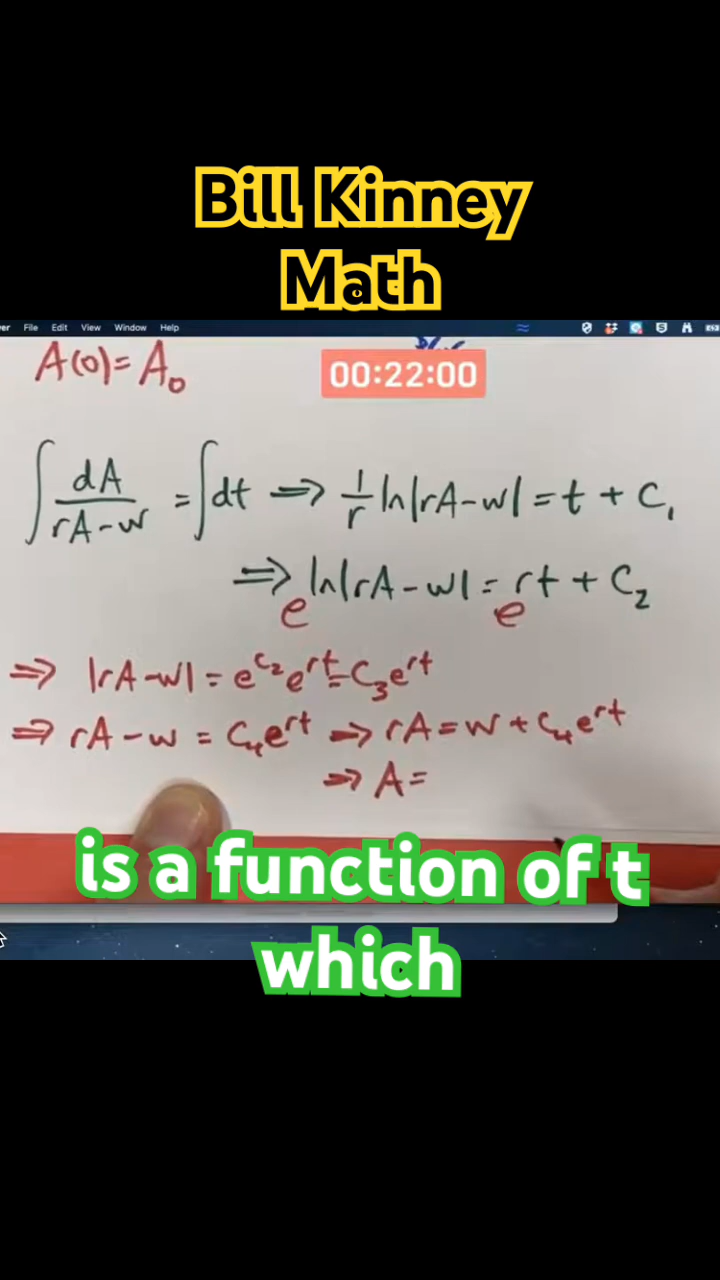 Bill Kinney
Math
er File Edit View Window Help
A(0)=A₀
00:22:00
∫ dA/(rA-w) = ∫dt ⇒ 1/r ln|rA-w| = t + C₁
⇒ ln|rA-w| = rt + C₂
e e
⇒ |rA-w| = e^C₂ e^rt = C₃e^rt
⇒ rA-w = C₄e^rt ⇒ rA = w + C₄e^rt
⇒ A =
is a function of t
which